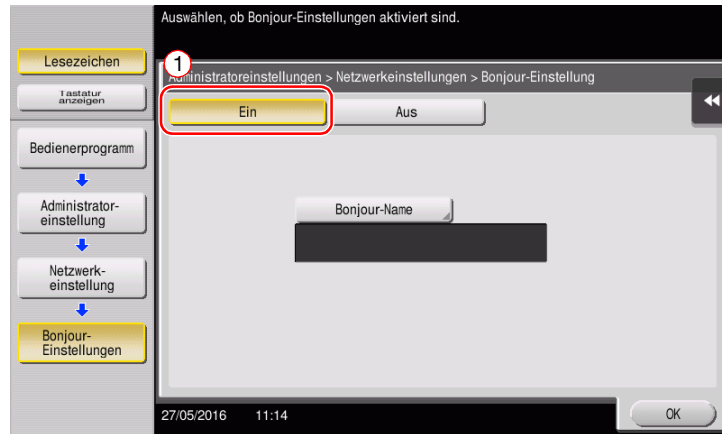 Auswählen, ob Bonjour-Einstellungen aktiviert sind.
Lesezeichen
Tastatur
anzeigen
Bedienerprogramm
Administrator-
einstellung
Netzwerk-
einstellung
Bonjour-
Einstellungen
1
Administratoreinstellungen > Netzwerkeinstellungen > Bonjour-Einstellung
Ein
Aus
Bonjour-Name
27/05/2016 11:14
OK